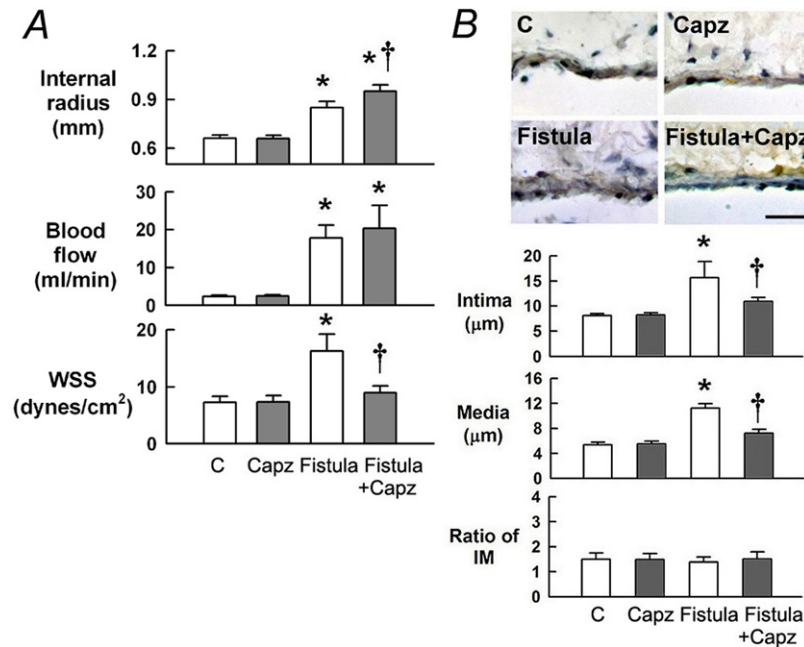 A
Internal
radius
(mm)
1.2
0.9
0.6
*
* †
Blood
flow
(ml/min)
30
20
10
0
*
*
WSS
(dynes/cm²)
20
10
0
*
†
C Capz Fistula Fistula
+Capz
B
C
Capz
Fistula
Fistula+Capz
Intima
(μm)
20
15
10
5
0
*
†
Media
(μm)
16
12
8
4
0
*
†
Ratio of
IM
4
3
2
1
0
C Capz Fistula Fistula
+Capz